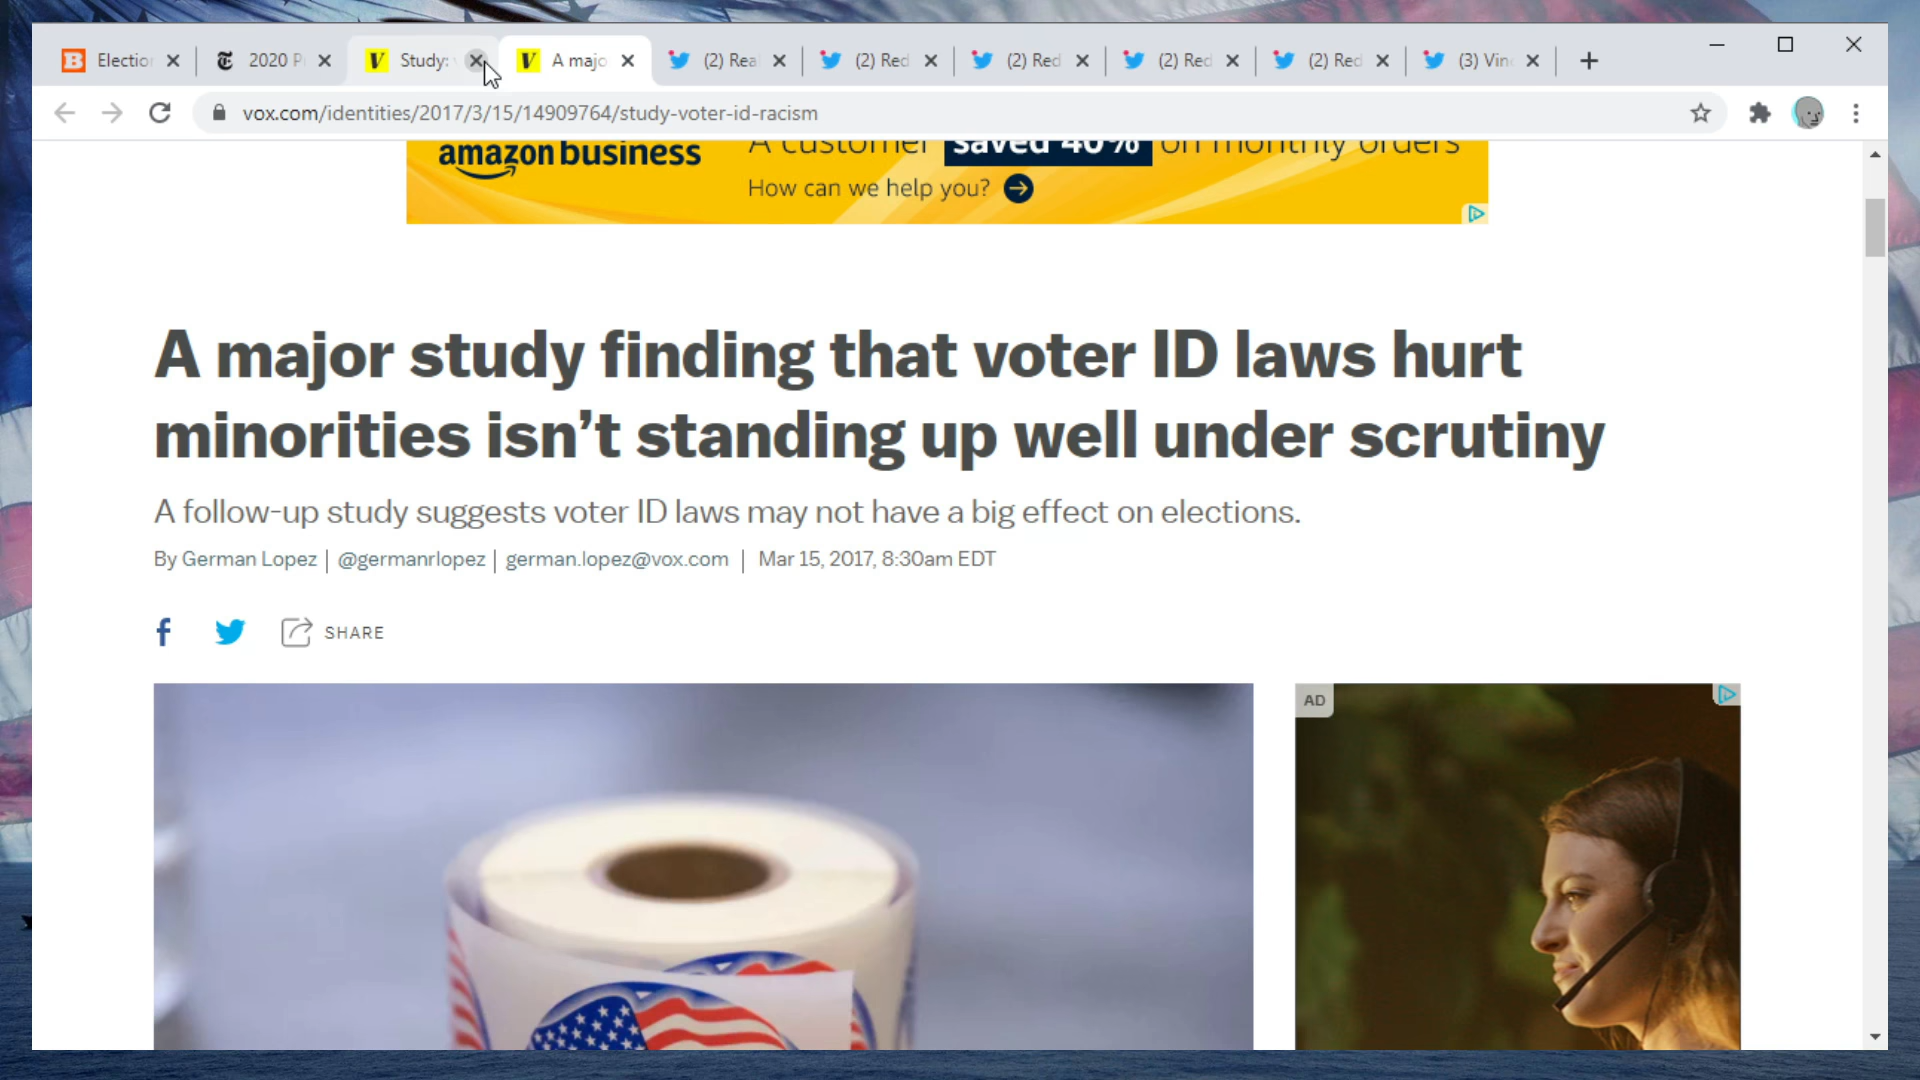 Electio
2020 P
Study:
A majo
(2) Rea
(2) Red
(2) Red
(2) Red
(2) Red
(3) Vin
vox.com/identities/2017/3/15/14909764/study-voter-id-racism
amazon business
A customer saved 40% on monthly orders
How can we help you?
A major study finding that voter ID laws hurt
minorities isn't standing up well under scrutiny
A follow-up study suggests voter ID laws may not have a big effect on elections.
By German Lopez | @germanrlopez | german.lopez@vox.com | Mar 15, 2017, 8:30am EDT
SHARE
AD